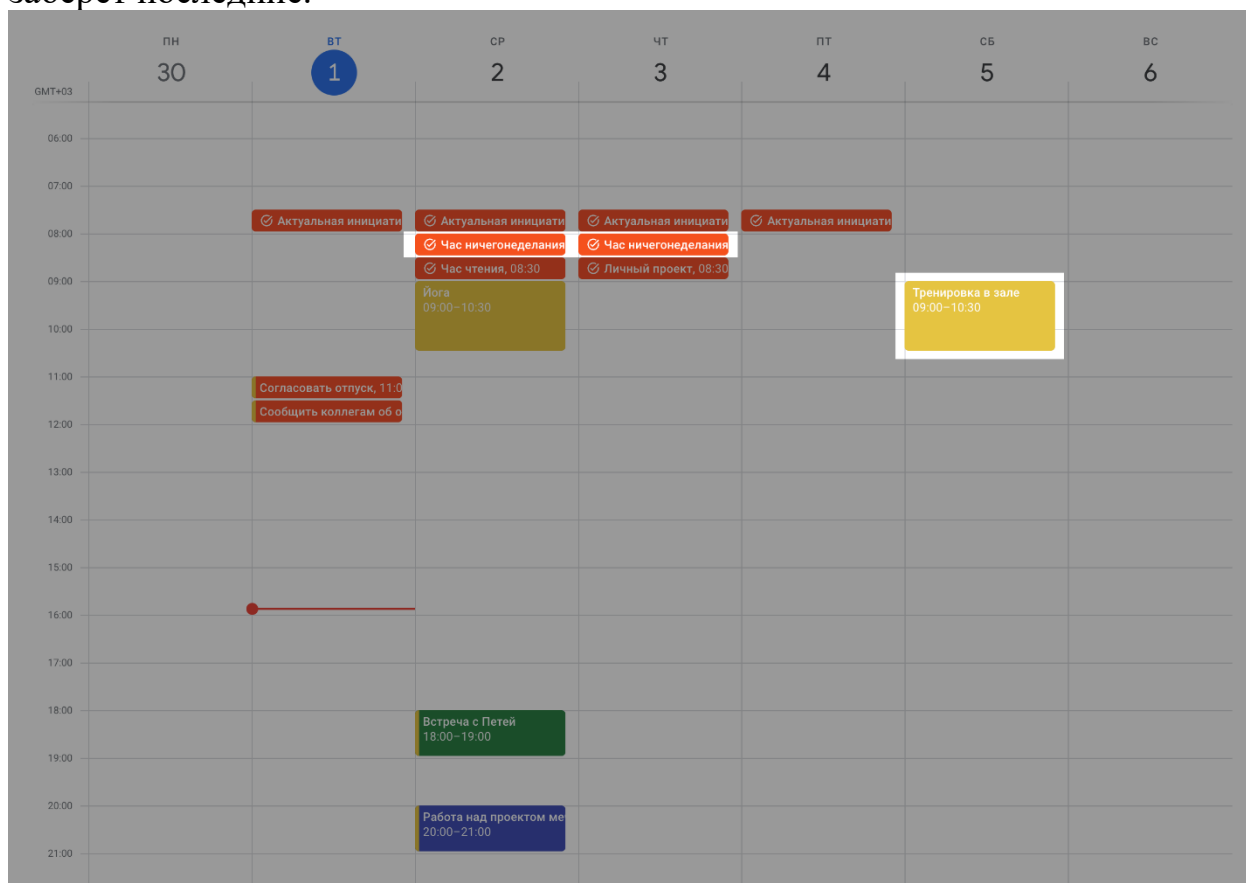 заберет последние.
ПН ВТ СР ЧТ ПТ СБ ВС
30 1 2 3 4 5 6
GMT+03
06:00
07:00
Актуальная инициати Актуальная инициати Актуальная инициати Актуальная инициати
08:00
Час ничегонеделания Час ничегонеделания
Час чтения, 08:30 Личный проект, 08:30
09:00
Йога Тренировка в зале
09:00–10:30 09:00–10:30
10:00
11:00
Согласовать отпуск, 11:0
Сообщить коллегам об о
12:00
13:00
14:00
15:00
16:00
17:00
18:00
Встреча с Петей
18:00–19:00
19:00
20:00
Работа над проектом ме
20:00–21:00
21:00